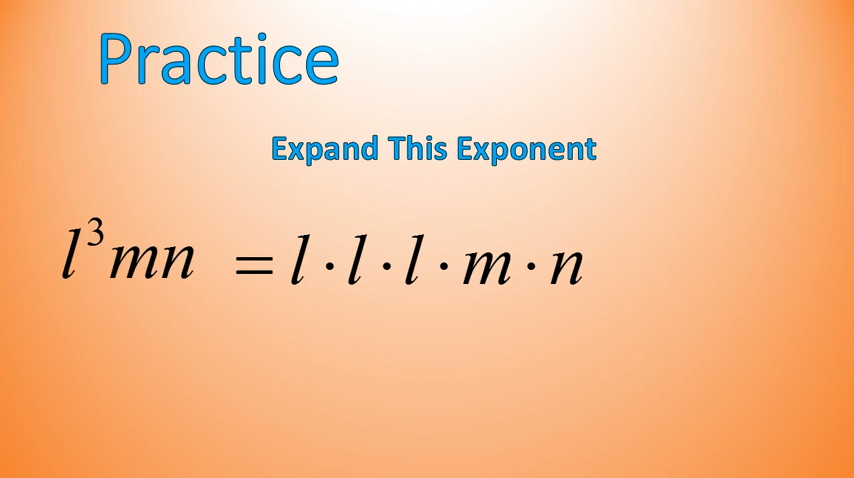 Practice
Expand This Exponent
l³mn = l · l · l · m · n